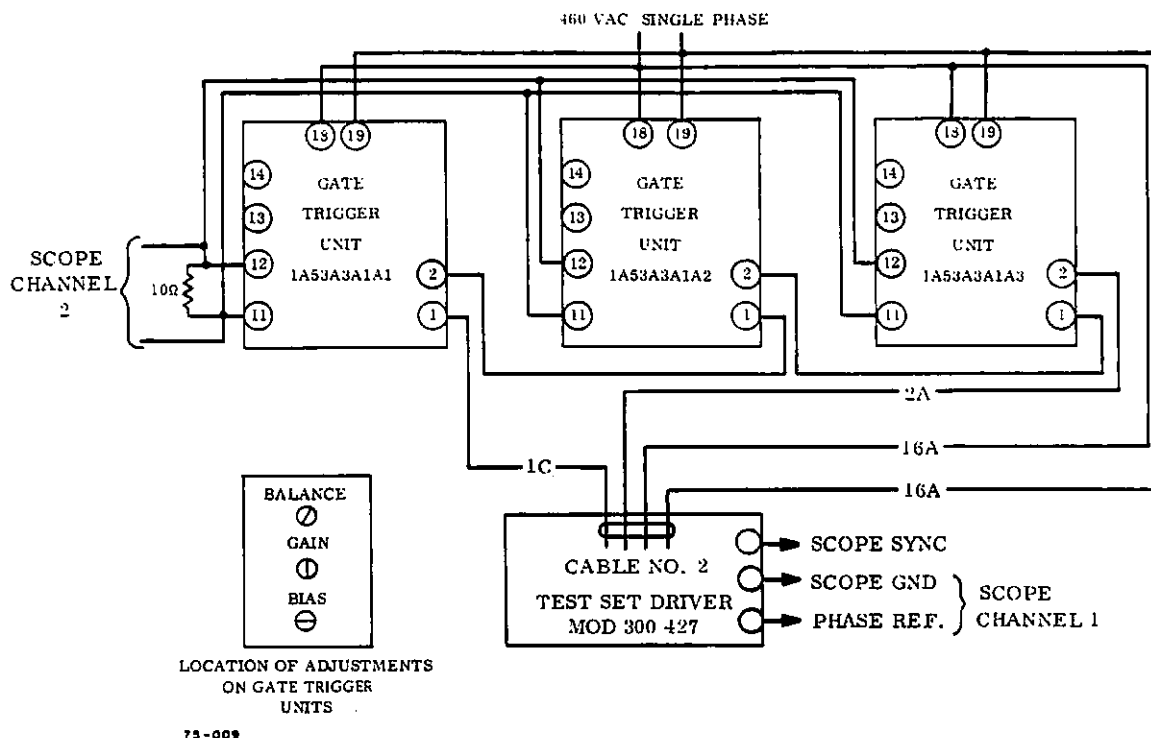 460 VAC SINGLE PHASE
18 19
14
13
12
11
GATE
TRIGGER
UNIT
1A53A3A1A1
2
1
18 19
14
13
12
11
GATE
TRIGGER
UNIT
1A53A3A1A2
2
1
18 19
14
13
12
11
GATE
TRIGGER
UNIT
1A53A3A1A3
2
1
SCOPE
CHANNEL
2
10Ω
2A
16A
1C
16A
BALANCE
GAIN
BIAS
LOCATION OF ADJUSTMENTS
ON GATE TRIGGER
UNITS
CABLE NO. 2
TEST SET DRIVER
MOD 300 427
SCOPE SYNC
SCOPE GND
PHASE REF.
SCOPE
CHANNEL 1
75-009